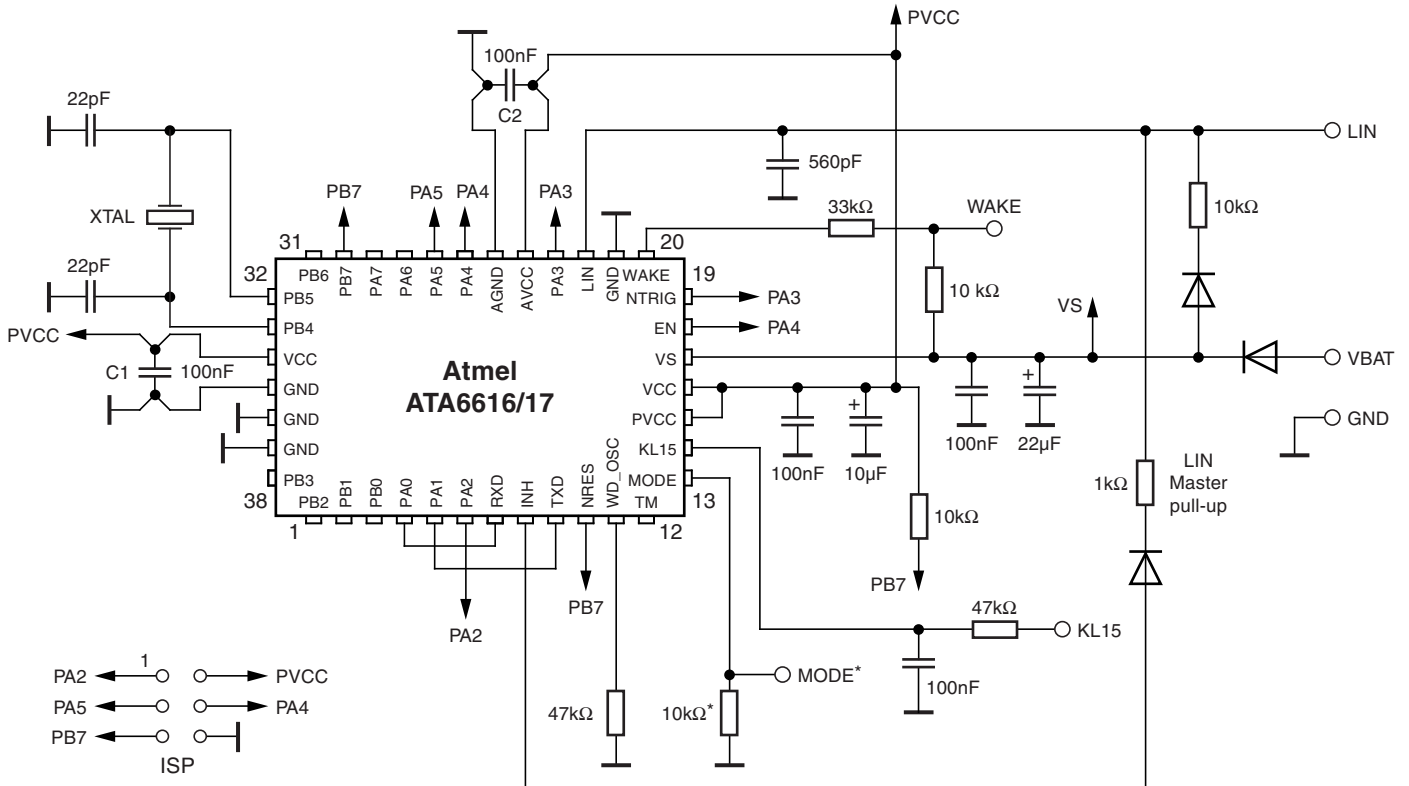 PVCC
100nF
C2
22pF
LIN
560pF
PB7
PA5
PA4
PA3
XTAL
33kΩ
WAKE
10kΩ
31
20
22pF
32
PB6
PB7
PA7
PA6
PA5
PA4
AGND
AVCC
PA3
LIN
GND
WAKE
19
PB5
NTRIG
PA3
10 kΩ
VS
PVCC
PB4
EN
PA4
C1
100nF
VCC
VS
VBAT
GND
Atmel
ATA6616/17
VCC
GND
PVCC
GND
GND
KL15
100nF
10µF
100nF
22µF
PB3
MODE
38
PB2
PB1
PB0
PA0
PA1
PA2
RXD
INH
TXD
NRES
WD_OSC
TM
13
1
12
1kΩ
LIN
Master
pull-up
10kΩ
PB7
PB7
PA2
47kΩ
KL15
1
PA2
PVCC
MODE*
100nF
PA5
PA4
47kΩ
10kΩ*
PB7
ISP